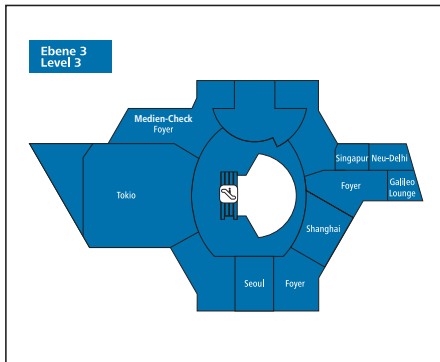 Ebene 3
Level 3
Medien-Check
Foyer
Singapur
Neu-Delhi
Tokio
Foyer
Galileo
Lounge
Shanghai
Seoul
Foyer